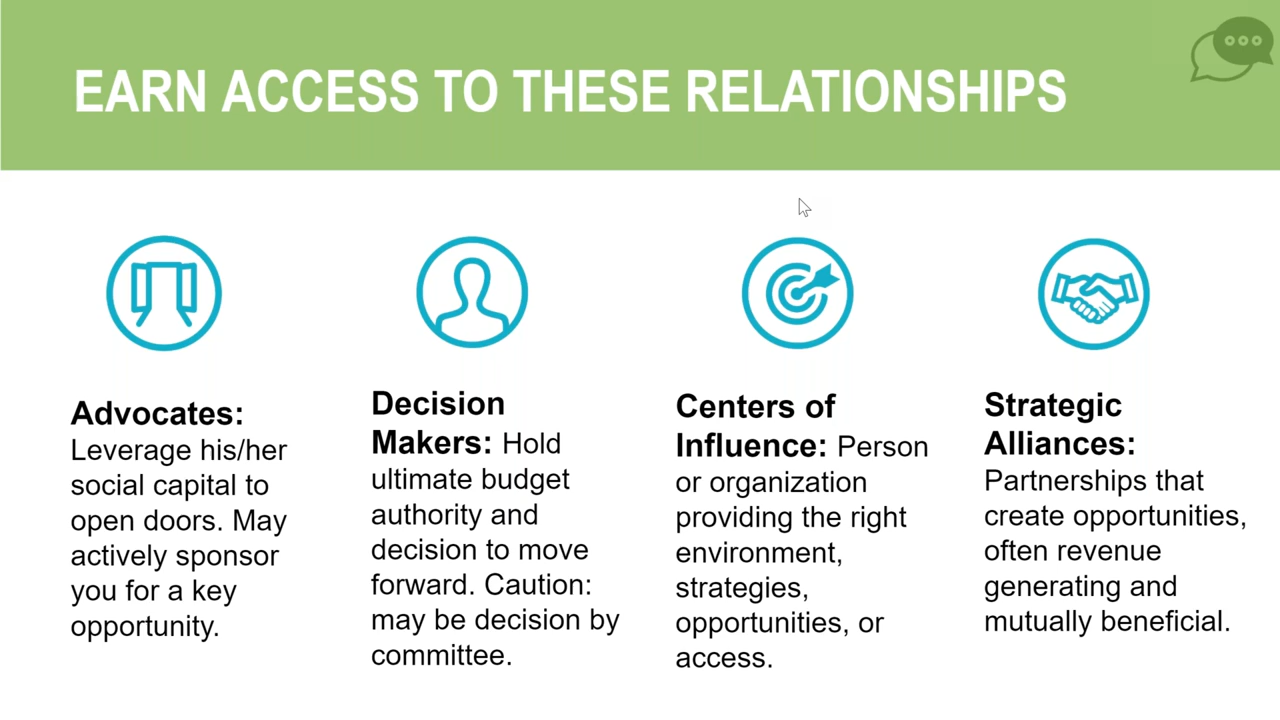 EARN ACCESS TO THESE RELATIONSHIPS
Advocates:
Leverage his/her
social capital to
open doors. May
actively sponsor
you for a key
opportunity.
Decision
Makers: Hold
ultimate budget
authority and
decision to move
forward. Caution:
may be decision by
committee.
Centers of
Influence: Person
or organization
providing the right
environment,
strategies,
opportunities, or
access.
Strategic
Alliances:
Partnerships that
create opportunities,
often revenue
generating and
mutually beneficial.